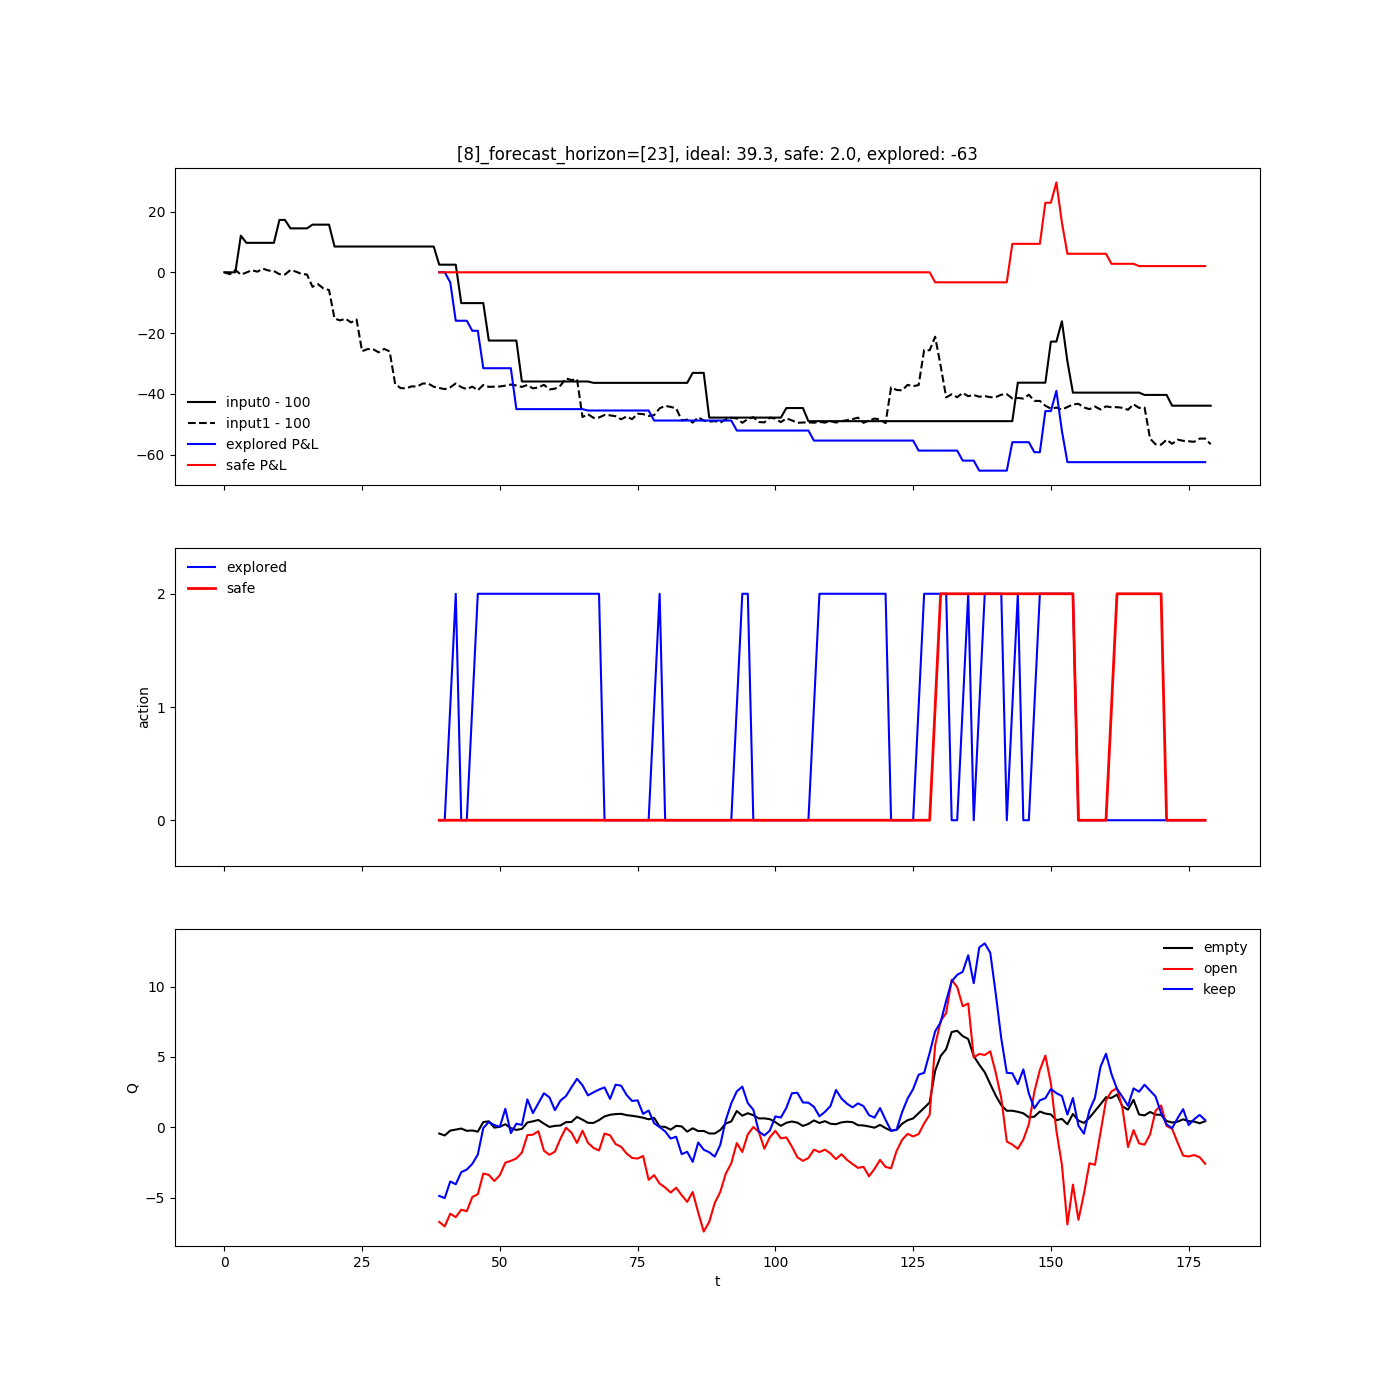 [8]_forecast_horizon=[23], ideal: 39.3, safe: 2.0, explored: -63
20
0
−20
−40
−60
input0 - 100
input1 - 100
explored P&L
safe P&L
explored
safe
2
1
0
action
empty
open
keep
10
5
0
−5
Q
0 25 50 75 100 125 150 175
t